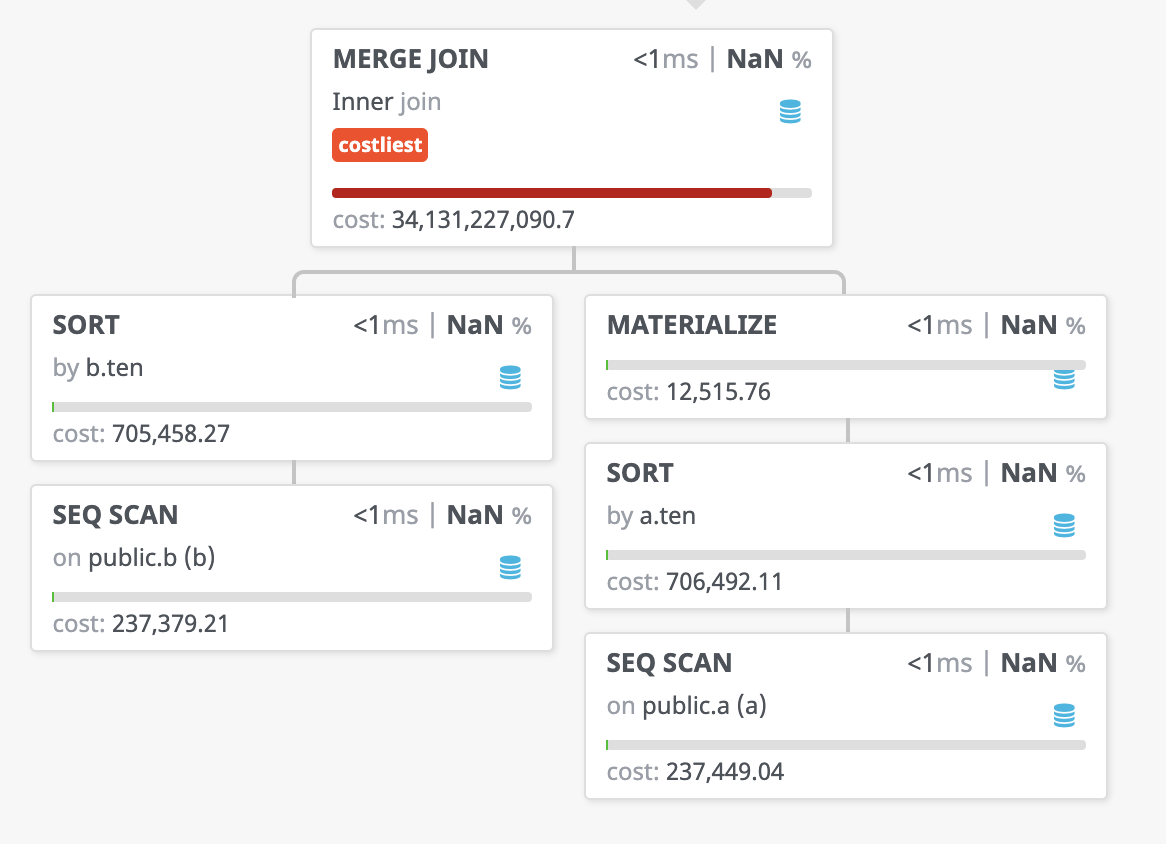 MERGE JOIN <1ms | NaN %
Inner join
costliest
cost: 34,131,227,090.7
SORT <1ms | NaN %
by b.ten
cost: 705,458.27
SEQ SCAN <1ms | NaN %
on public.b (b)
cost: 237,379.21
MATERIALIZE <1ms | NaN %
cost: 12,515.76
SORT <1ms | NaN %
by a.ten
cost: 706,492.11
SEQ SCAN <1ms | NaN %
on public.a (a)
cost: 237,449.04